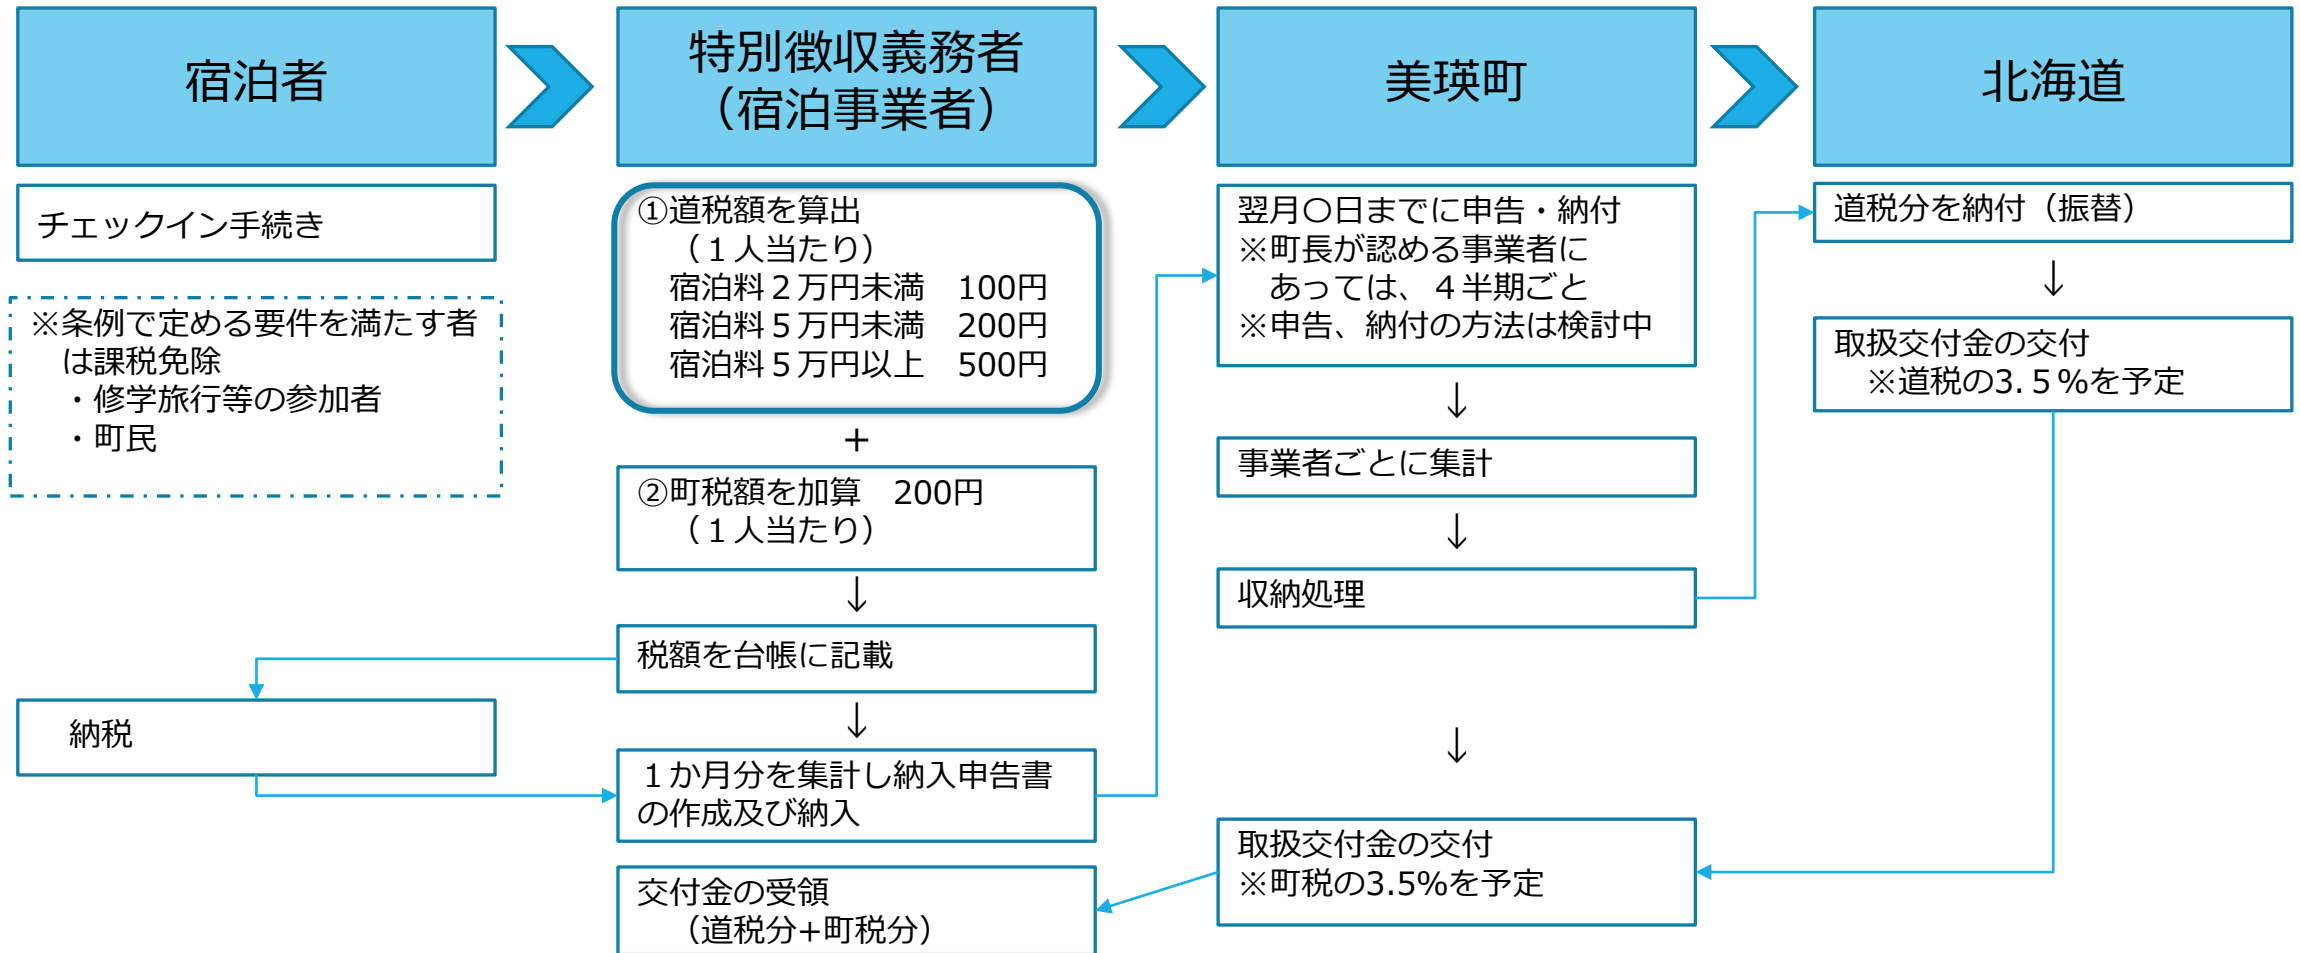 宿泊者
特別徴収義務者
（宿泊事業者）
美瑛町
北海道
チェックイン手続き
※条例で定める要件を満たす者
は課税免除
・修学旅行等の参加者
・町民
納税
①道税額を算出
（１人当たり）
宿泊料２万円未満　100円
宿泊料５万円未満　200円
宿泊料５万円以上　500円
＋
②町税額を加算　200円
（１人当たり）
↓
税額を台帳に記載
↓
１か月分を集計し納入申告書
の作成及び納入
交付金の受領
（道税分+町税分）
翌月〇日までに申告・納付
※町長が認める事業者に
あっては、４半期ごと
※申告、納付の方法は検討中
↓
事業者ごとに集計
↓
収納処理
↓
取扱交付金の交付
※町税の3.5%を予定
道税分を納付（振替）
↓
取扱交付金の交付
※道税の3.５%を予定